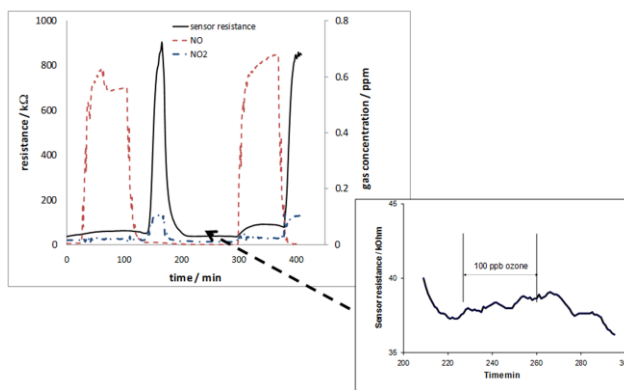 sensor resistance
NO
NO2
1000
800
600
400
200
0
resistance / kΩ
0.8
0.6
0.4
0.2
0
gas concentration / ppm
0
100
200
300
400
time / min
45
40
35
Sensor resistance / kOhm
100 ppb ozone
200
220
240
260
280
Timemin